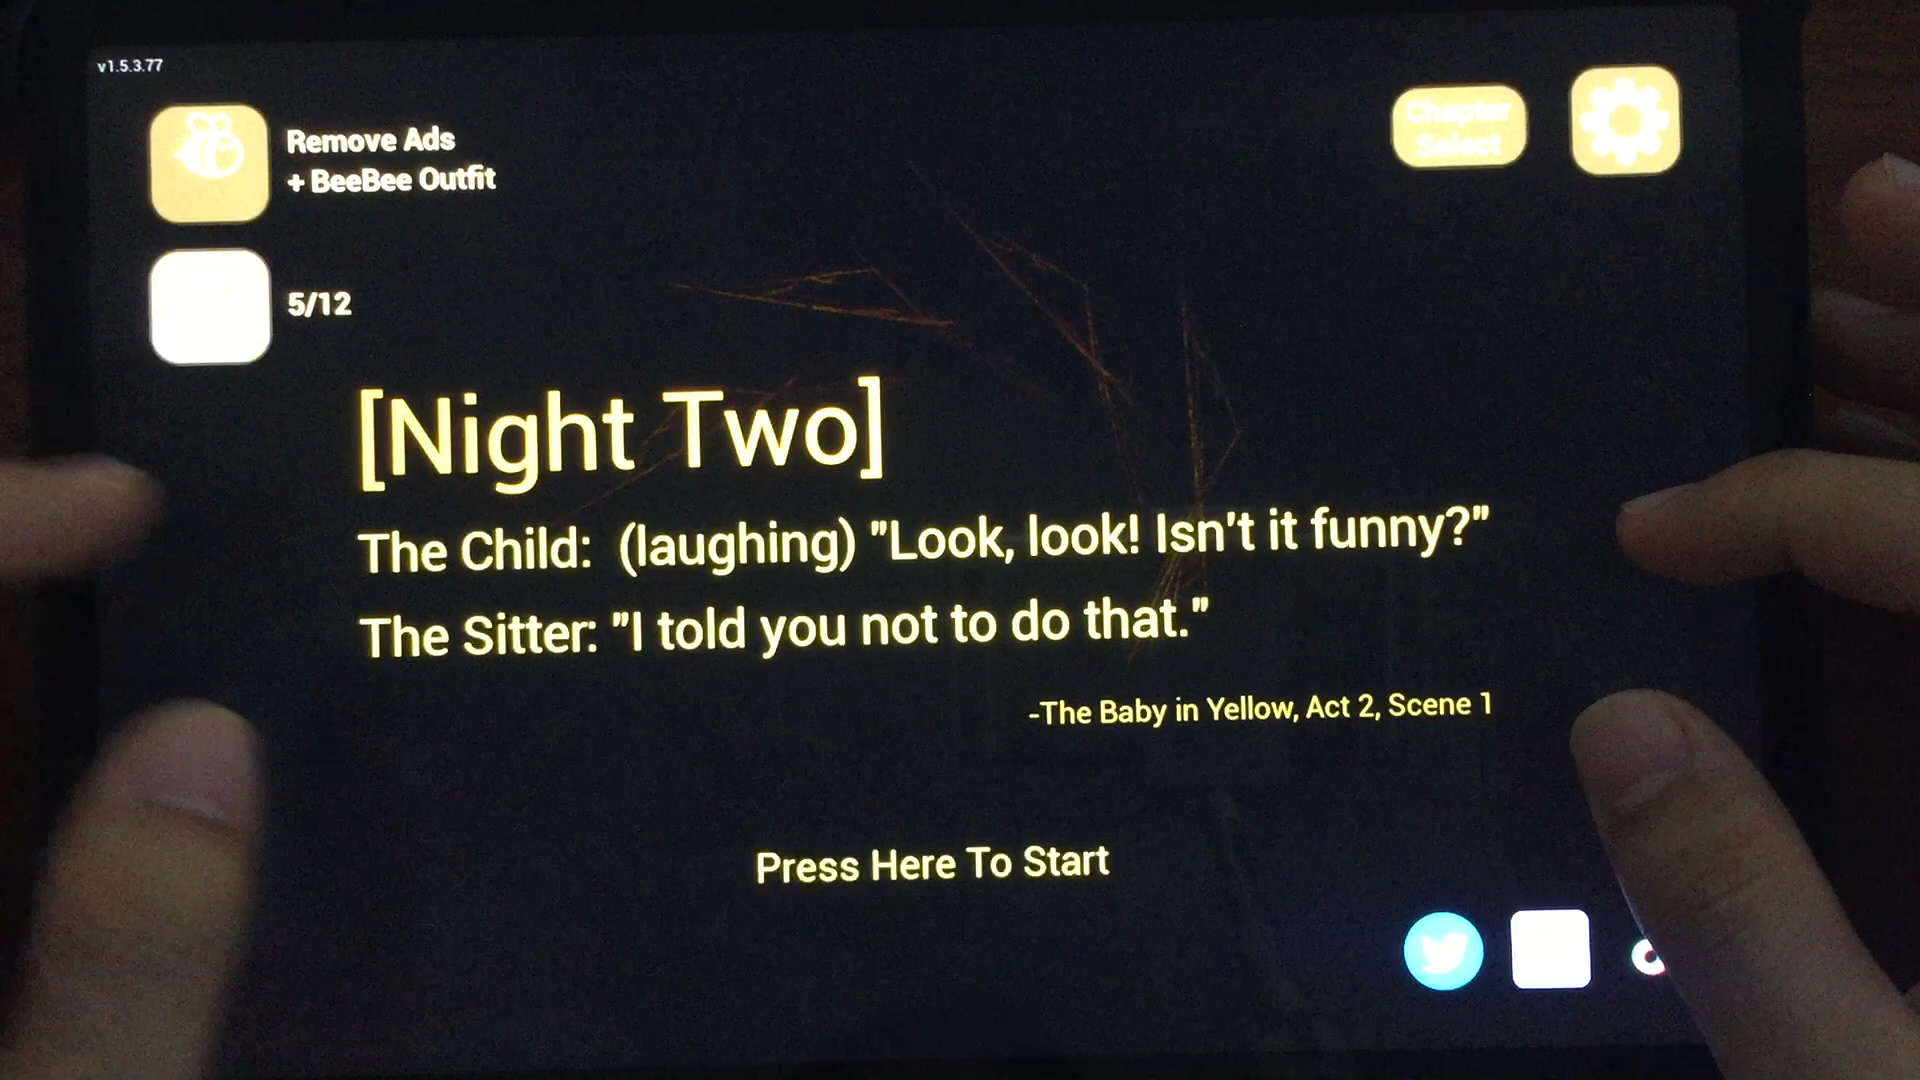 v1.5.3.77
Remove Ads
+ BeeBee Outfit
Chapter
Select
5/12
[Night Two]
The Child: (laughing) "Look, look! Isn't it funny?"
The Sitter: "I told you not to do that."
-The Baby in Yellow, Act 2, Scene 1
Press Here To Start